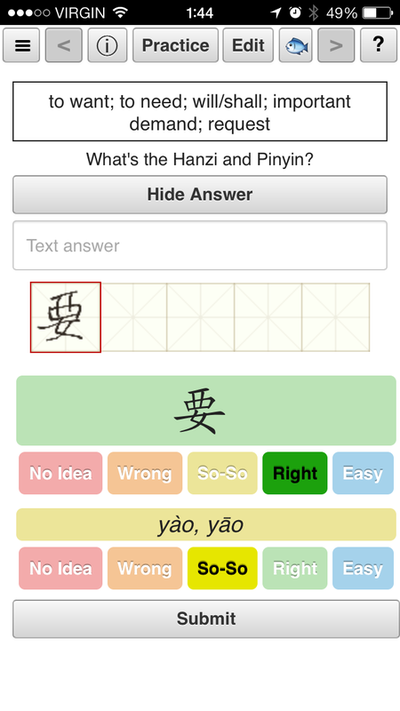 VIRGIN 1:44 49%
< ⓘ Practice Edit > ?
to want; to need; will/shall; important
demand; request
What's the Hanzi and Pinyin?
Hide Answer
Text answer
要
要
No Idea Wrong So-So Right Easy
yào, yāo
No Idea Wrong So-So Right Easy
Submit